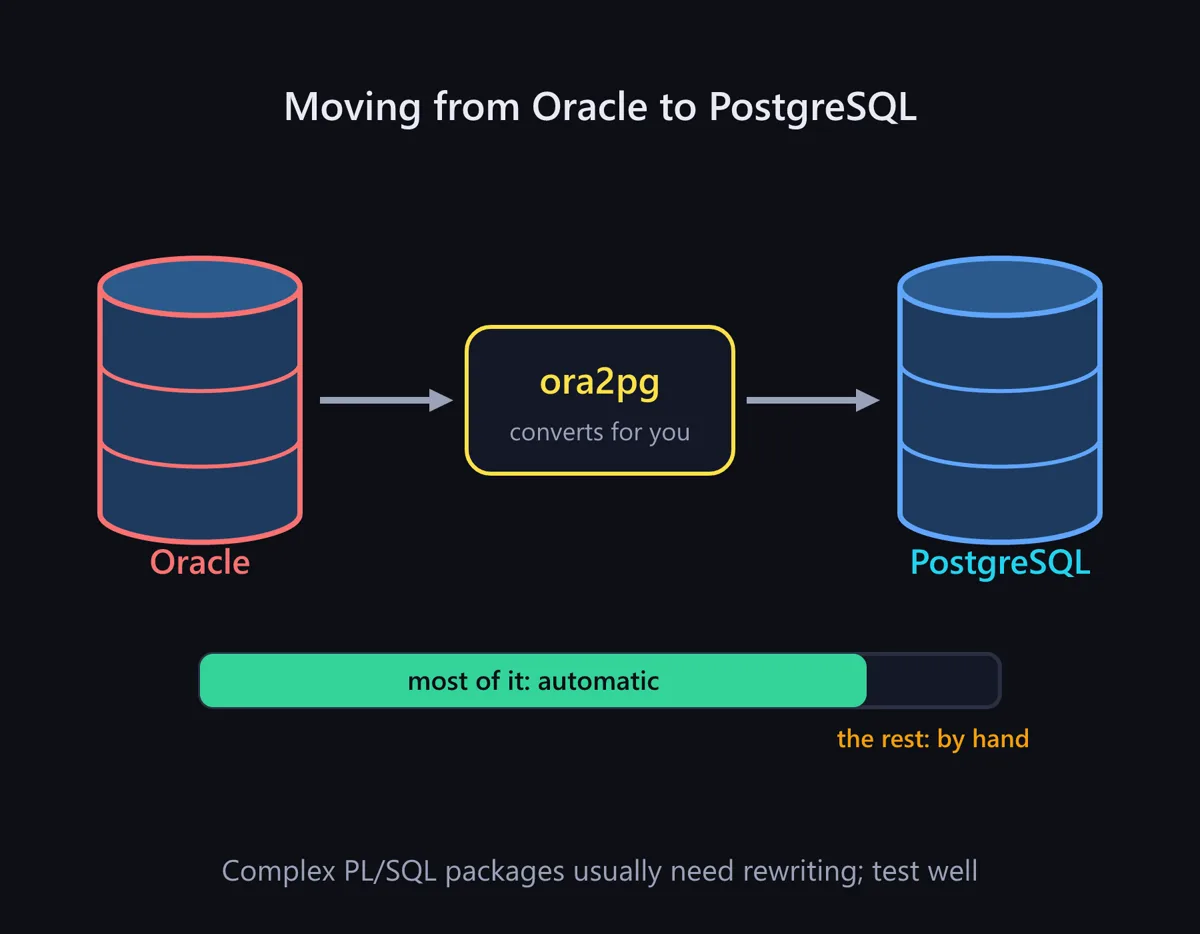 Moving from Oracle to PostgreSQL
ora2pg
converts for you
Oracle
PostgreSQL
most of it: automatic
the rest: by hand
Complex PL/SQL packages usually need rewriting; test well